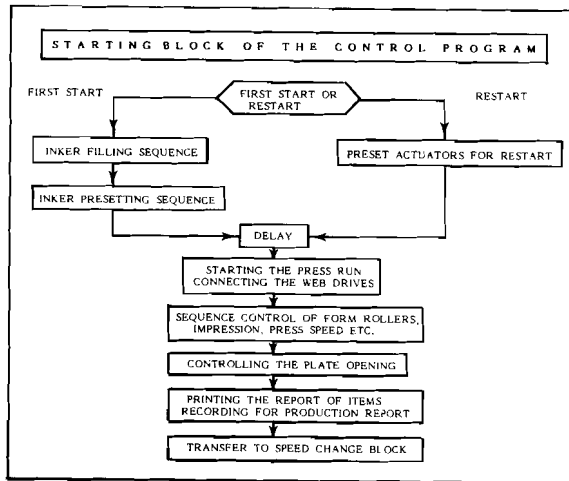 STARTING BLOCK OF THE CONTROL PROGRAM
FIRST START
FIRST START OR
RESTART
RESTART
INKER FILLING SEQUENCE
PRESET ACTUATORS FOR RESTART
INKER PRESETTING SEQUENCE
DELAY
STARTING THE PRESS RUN
CONNECTING THE WEB DRIVES
SEQUENCE CONTROL OF FORM ROLLERS,
IMPRESSION, PRESS SPEED ETC.
CONTROLLING THE PLATE OPENING
PRINTING THE REPORT OF ITEMS
RECORDING FOR PRODUCTION REPORT
TRANSFER TO SPEED CHANGE BLOCK